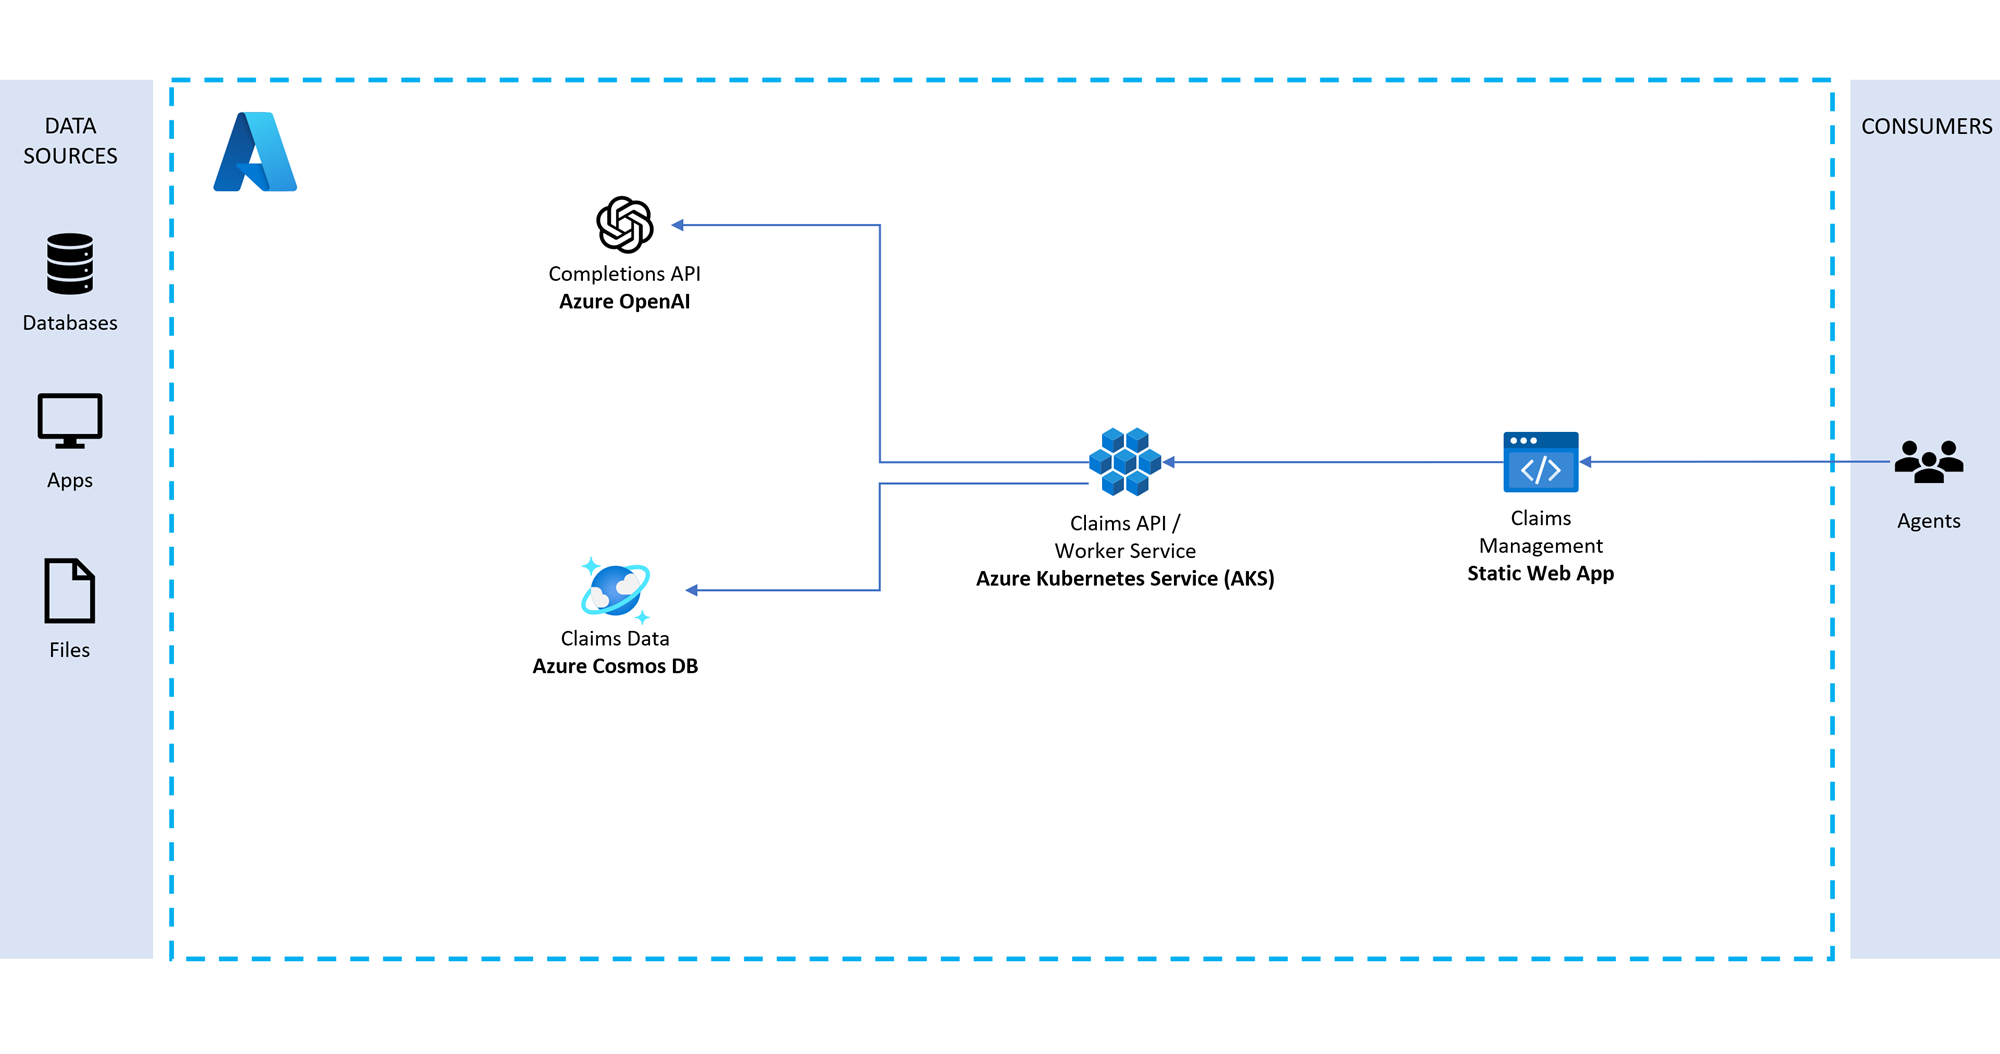 DATA
SOURCES
Databases
Apps
Files
Completions API
Azure OpenAI
Claims Data
Azure Cosmos DB
Claims API /
Worker Service
Azure Kubernetes Service (AKS)
Claims
Management
Static Web App
CONSUMERS
Agents